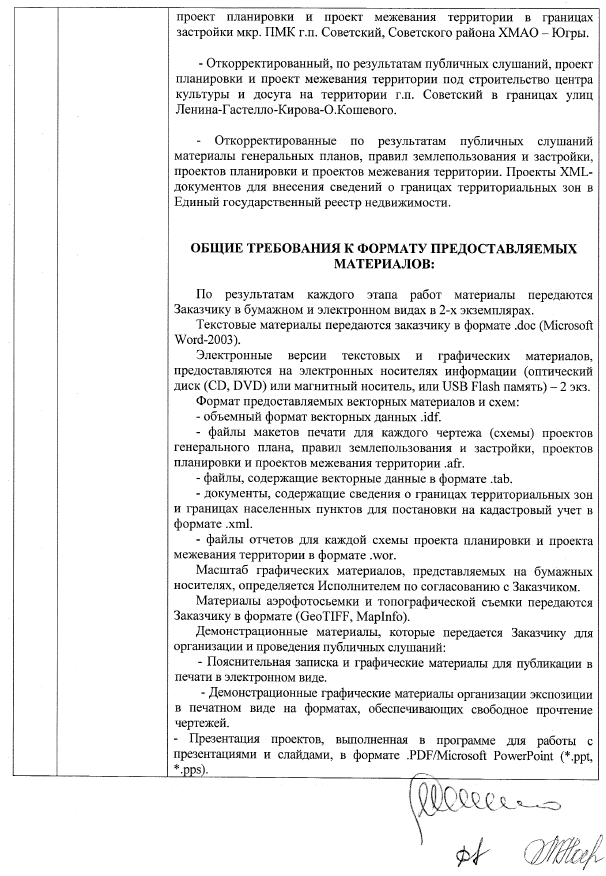 проект планировки и проект межевания территории в границах
застройки мкр. ПМК г.п. Советский, Советского района ХМАО – Югры.
- Откорректированный, по результатам публичных слушаний, проект
планировки и проект межевания территории под строительство центра
культуры и досуга на территории г.п. Советский в границах улиц
Ленина-Гастелло-Кирова-О.Кошевого.
- Откорректированные по результатам публичных слушаний
материалы генеральных планов, правил землепользования и застройки,
проектов планировки и проектов межевания территории. Проекты XML-
документов для внесения сведений о границах территориальных зон в
Единый государственный реестр недвижимости.
ОБЩИЕ ТРЕБОВАНИЯ К ФОРМАТУ ПРЕДОСТАВЛЯЕМЫХ
МАТЕРИАЛОВ:
По результатам каждого этапа работ материалы передаются
Заказчику в бумажном и электронном видах в 2-х экземплярах.
Текстовые материалы передаются заказчику в формате .doc (Microsoft
Word-2003).
Электронные версии текстовых и графических материалов,
предоставляются на электронных носителях информации (оптический
диск (CD, DVD) или магнитный носитель, или USB Flash память) – 2 экз.
Формат предоставляемых векторных материалов и схем:
- объемный формат векторных данных .idf.
- файлы макетов печати для каждого чертежа (схемы) проектов
генерального плана, правил землепользования и застройки, проектов
планировки и проектов межевания территории .afr.
- файлы, содержащие векторные данные в формате .tab.
- документы, содержащие сведения о границах территориальных зон
и границах населенных пунктов для постановки на кадастровый учет в
формате .xml.
- файлы отчетов для каждой схемы проекта планировки и проекта
межевания территории в формате .wor.
Масштаб графических материалов, представляемых на бумажных
носителях, определяется Исполнителем по согласованию с Заказчиком.
Материалы аэрофотосъемки и топографической съемки передаются
Заказчику в формате (GeoTIFF, MapInfo).
Демонстрационные материалы, которые передается Заказчику для
организации и проведения публичных слушаний:
- Пояснительная записка и графические материалы для публикации в
печати в электронном виде.
- Демонстрационные графические материалы организации экспозиции
в печатном виде на форматах, обеспечивающих свободное прочтение
чертежей.
- Презентация проектов, выполненная в программе для работы с
презентациями и слайдами, в формате .PDF/Microsoft PowerPoint (*.ppt,
*.pps).